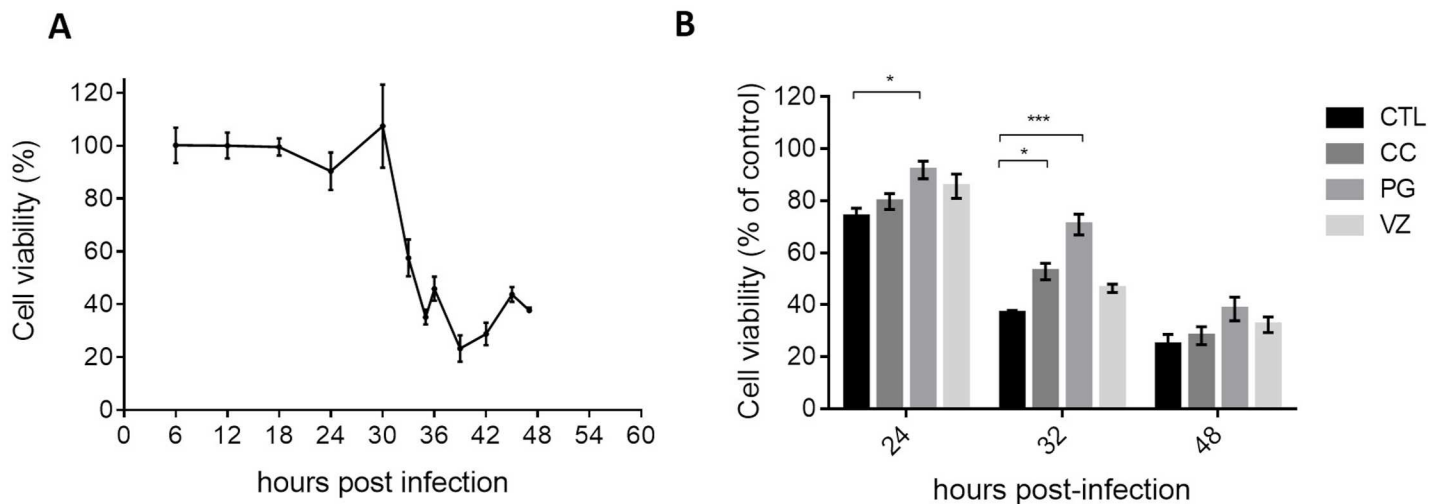 A
Cell viability (%)
120
100
80
60
40
20
0
0 6 12 18 24 30 36 42 48 54 60
hours post infection
B
Cell viability (% of control)
120
100
80
60
40
20
0
*
***
*
24 32 48
hours post-infection
CTL
CC
PG
VZ